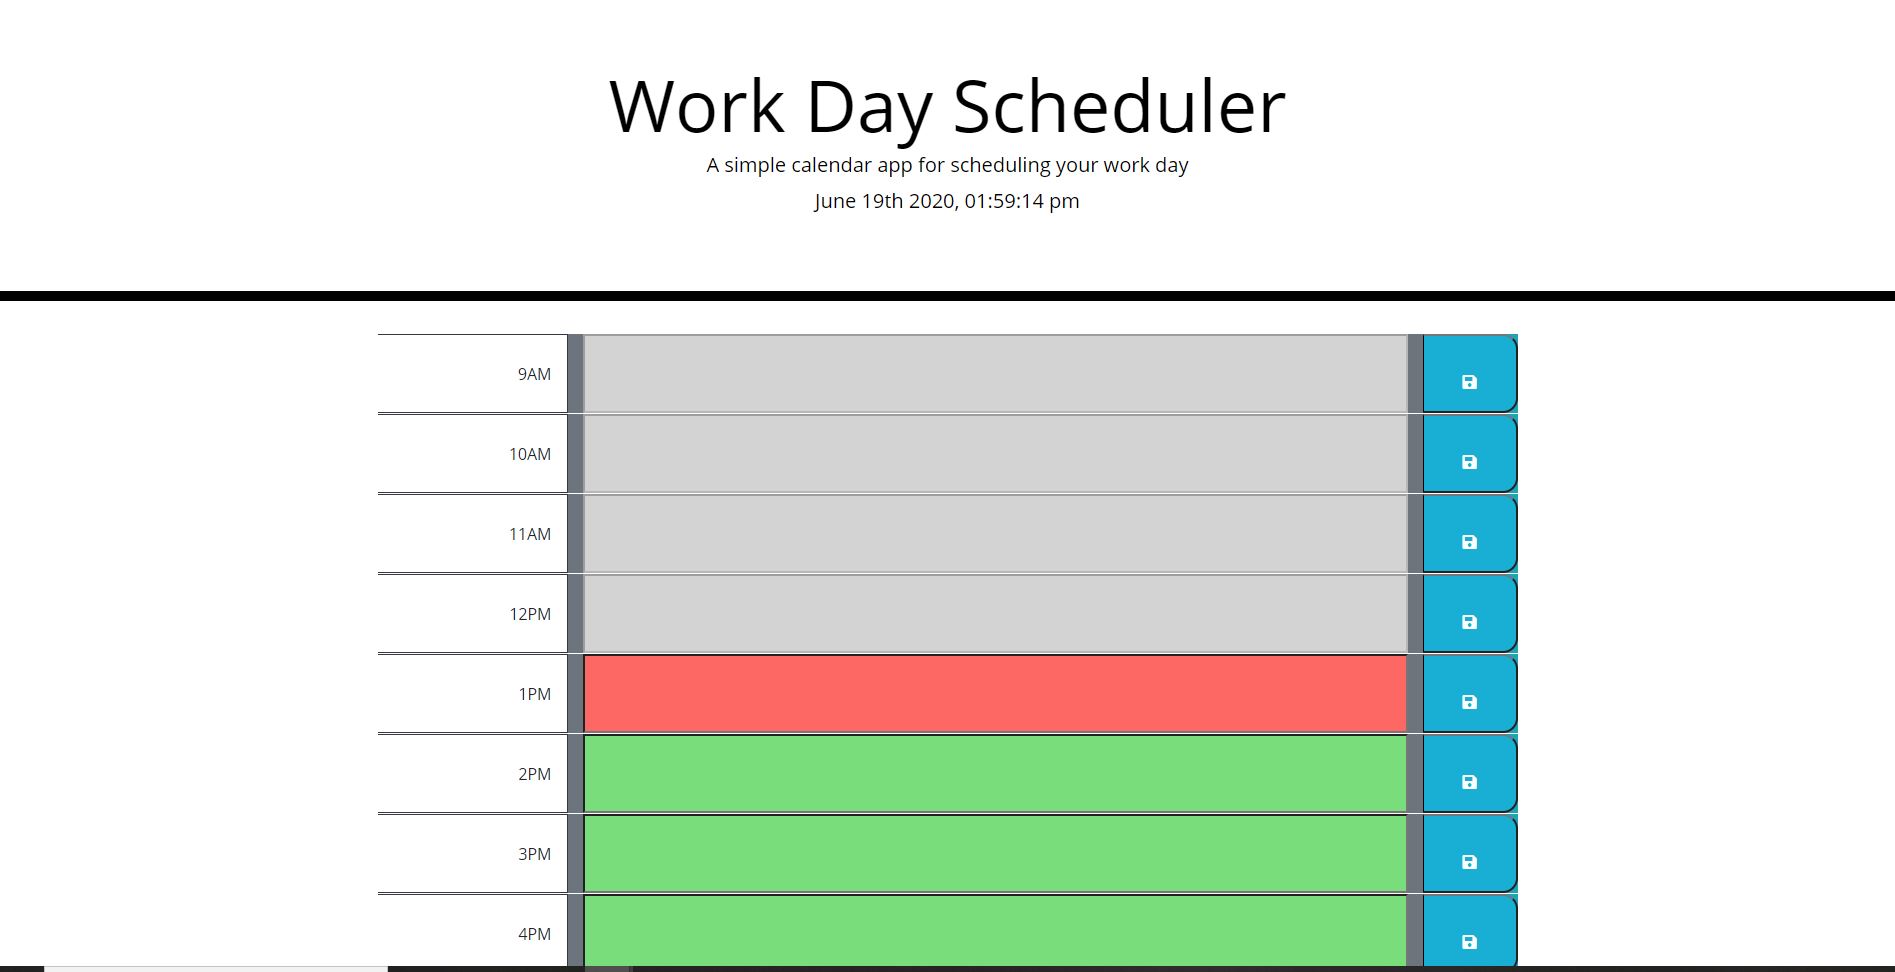 Work Day Scheduler
A simple calendar app for scheduling your work day
June 19th 2020, 01:59:14 pm
9AM
10AM
11AM
12PM
1PM
2PM
3PM
4PM